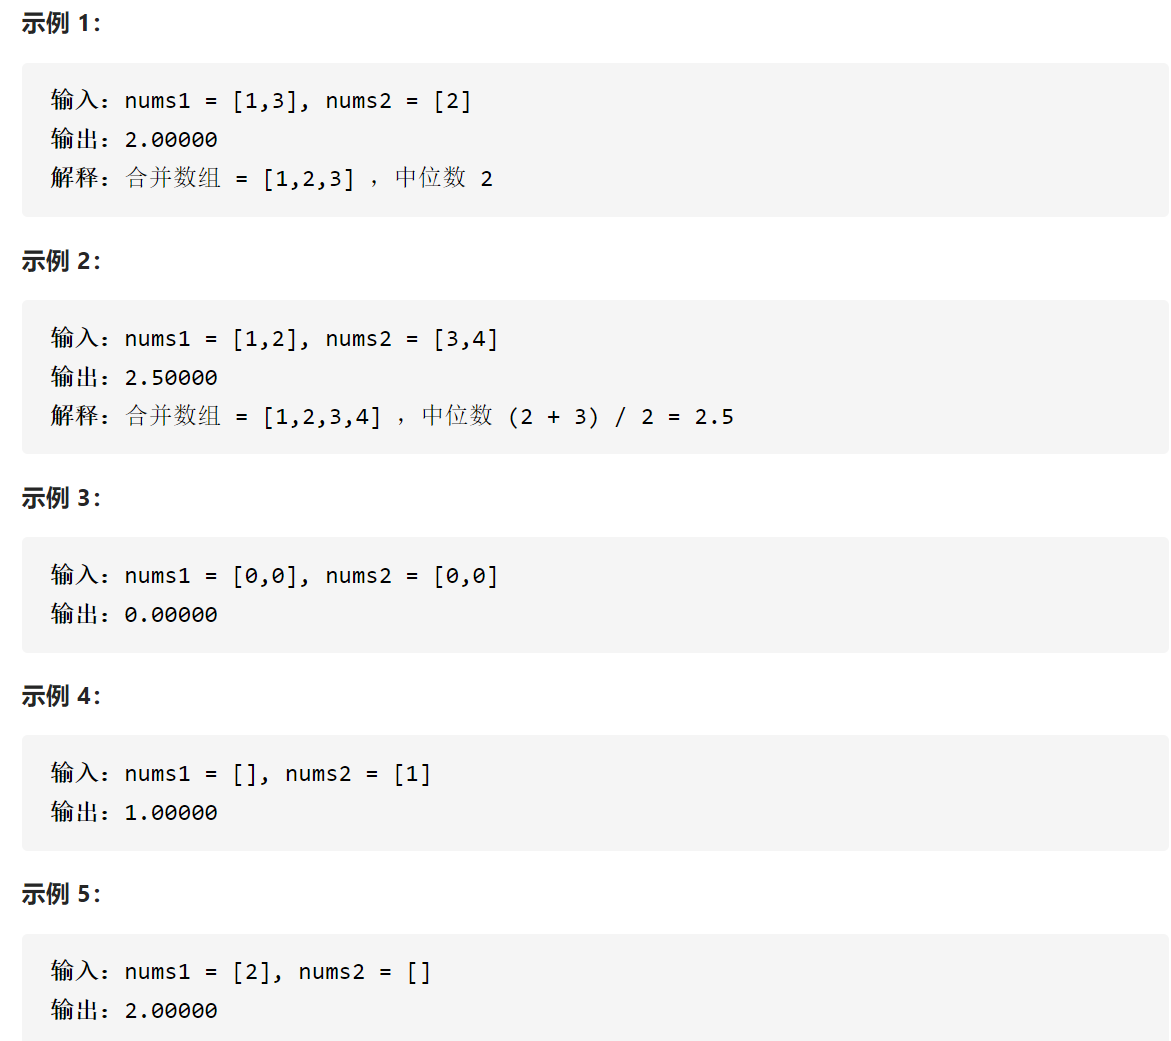 示例 1：
输入：nums1 = [1,3], nums2 = [2]
输出：2.00000
解释：合并数组 = [1,2,3] ，中位数 2
示例 2：
输入：nums1 = [1,2], nums2 = [3,4]
输出：2.50000
解释：合并数组 = [1,2,3,4] ，中位数 (2 + 3) / 2 = 2.5
示例 3：
输入：nums1 = [0,0], nums2 = [0,0]
输出：0.00000
示例 4：
输入：nums1 = [], nums2 = [1]
输出：1.00000
示例 5：
输入：nums1 = [2], nums2 = []
输出：2.00000